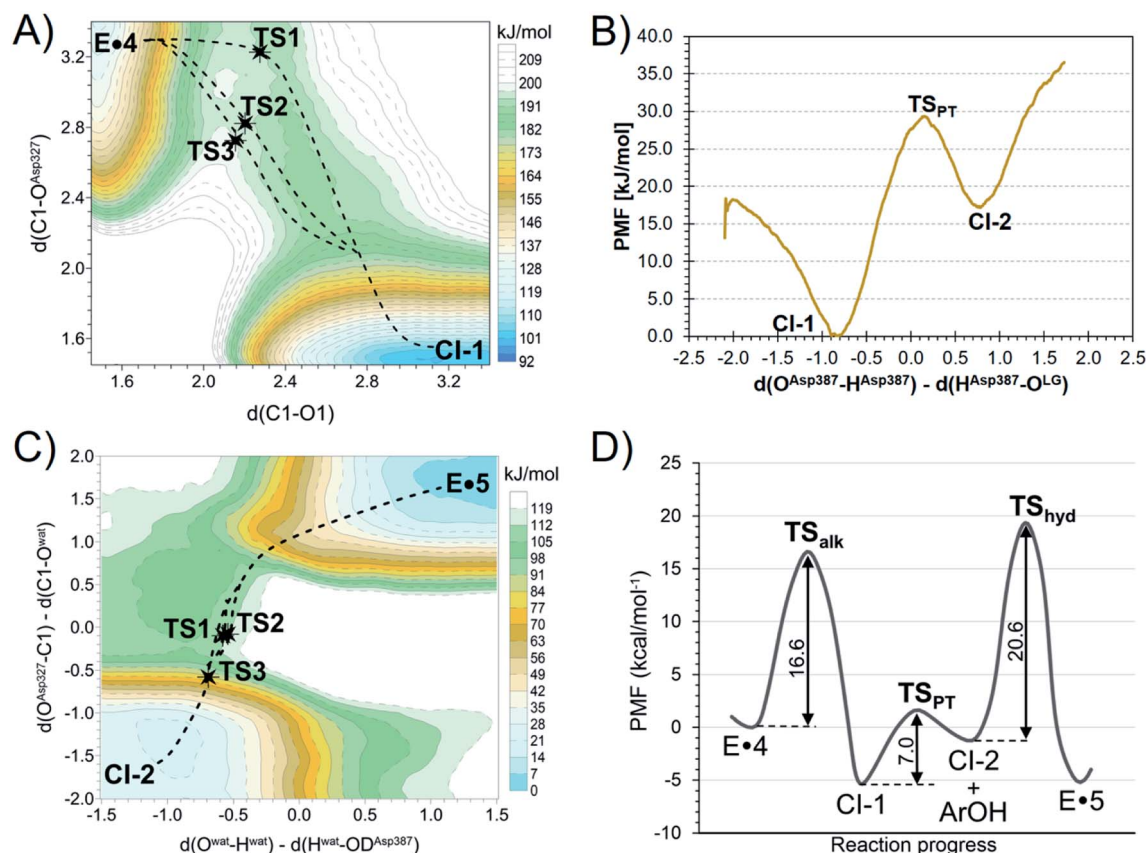 A)
kJ/mol
E•4
TS1
TS2
TS3
CI-1
3.2
2.8
2.4
2.0
1.6
d(C1-O^Asp327)
1.6 2.0 2.4 2.8 3.2
d(C1-O1)
209
200
191
182
173
164
155
146
137
128
119
110
101
92
B)
40.0
35.0
30.0
25.0
20.0
15.0
10.0
5.0
0.0
PMF [kJ/mol]
TS_PT
CI-2
CI-1
-2.5 -2.0 -1.5 -1.0 -0.5 0.0 0.5 1.0 1.5 2.0 2.5
d(O^Asp387-H^Asp387) - d(H^Asp387-O^LG)
C)
kJ/mol
2.0
1.5
1.0
0.5
0.0
-0.5
-1.0
-1.5
-2.0
d(O^Asp327-C1) - d(C1-O^wat)
E•5
TS1
TS2
TS3
CI-2
-1.5 -1.0 -0.5 0.0 0.5 1.0 1.5
d(O^wat-H^wat) - d(H^wat-OD^Asp387)
119
112
105
98
91
84
77
70
63
56
49
42
35
28
21
14
7
0
D)
25
20
15
10
5
0
-5
-10
PMF (kcal/mol⁻¹)
TS_alk
TS_hyd
TS_PT
16.6
7.0
20.6
E•4
CI-1
CI-2
+
ArOH
E•5
Reaction progress